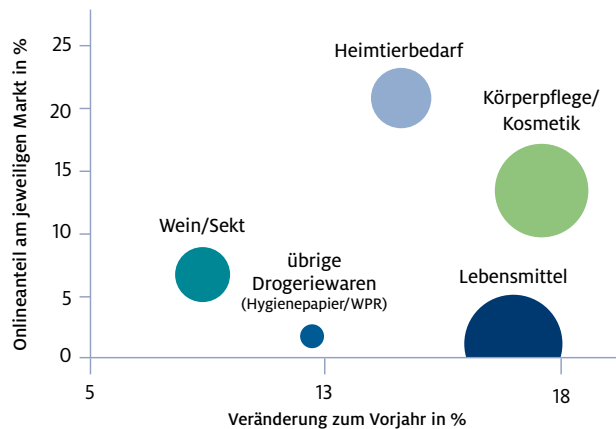 Onlineanteil am jeweiligen Markt in %
25
20
15
10
5
0
Heimtierbedarf
Körperpflege/
Kosmetik
Wein/Sekt
übrige
Drogeriewaren
(Hygienepapier/WPR)
Lebensmittel
5
13
18
Veränderung zum Vorjahr in %